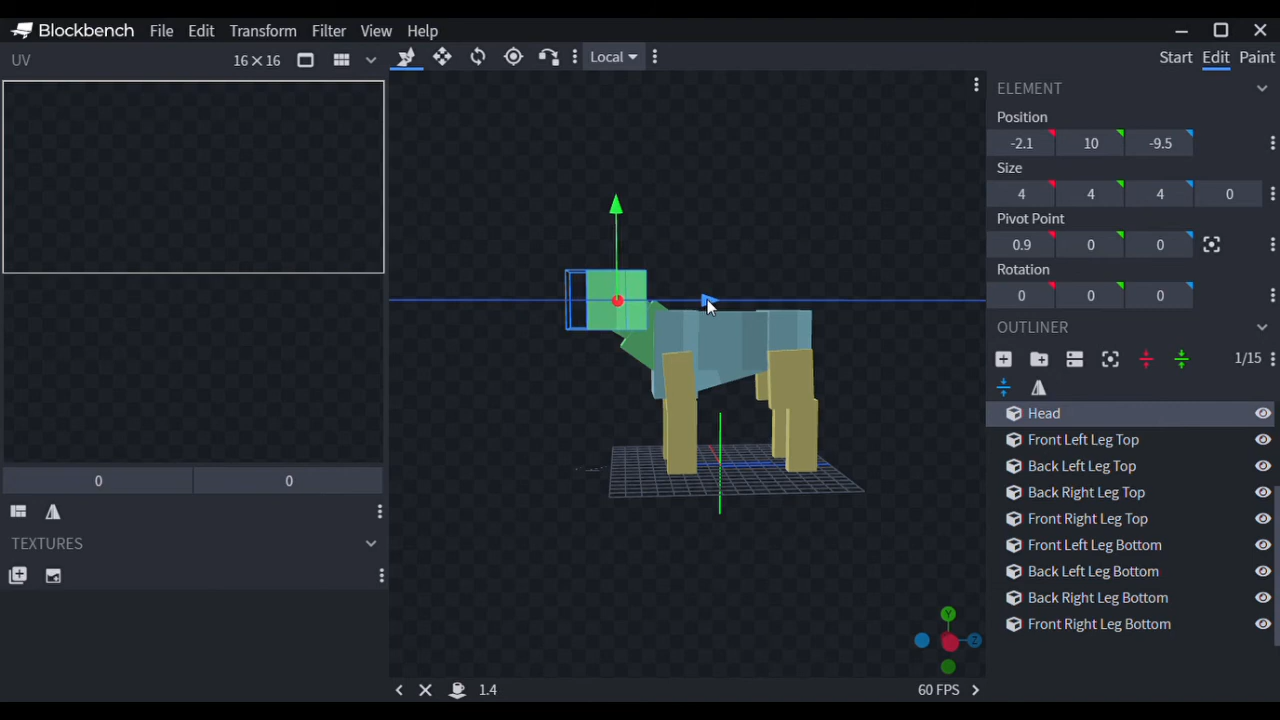 Blockbench File Edit Transform Filter View Help
UV 16×16 Local Start Edit Paint
ELEMENT
Position
-2.1 10 -9.5
Size
4 4 4 0
Pivot Point
0.9 0 0
Rotation
0 0 0
OUTLINER
1/15
Head
Front Left Leg Top
Back Left Leg Top
Back Right Leg Top
Front Right Leg Top
Front Left Leg Bottom
Back Left Leg Bottom
Back Right Leg Bottom
Front Right Leg Bottom
0 0
TEXTURES
Y
Z
1.4 60 FPS